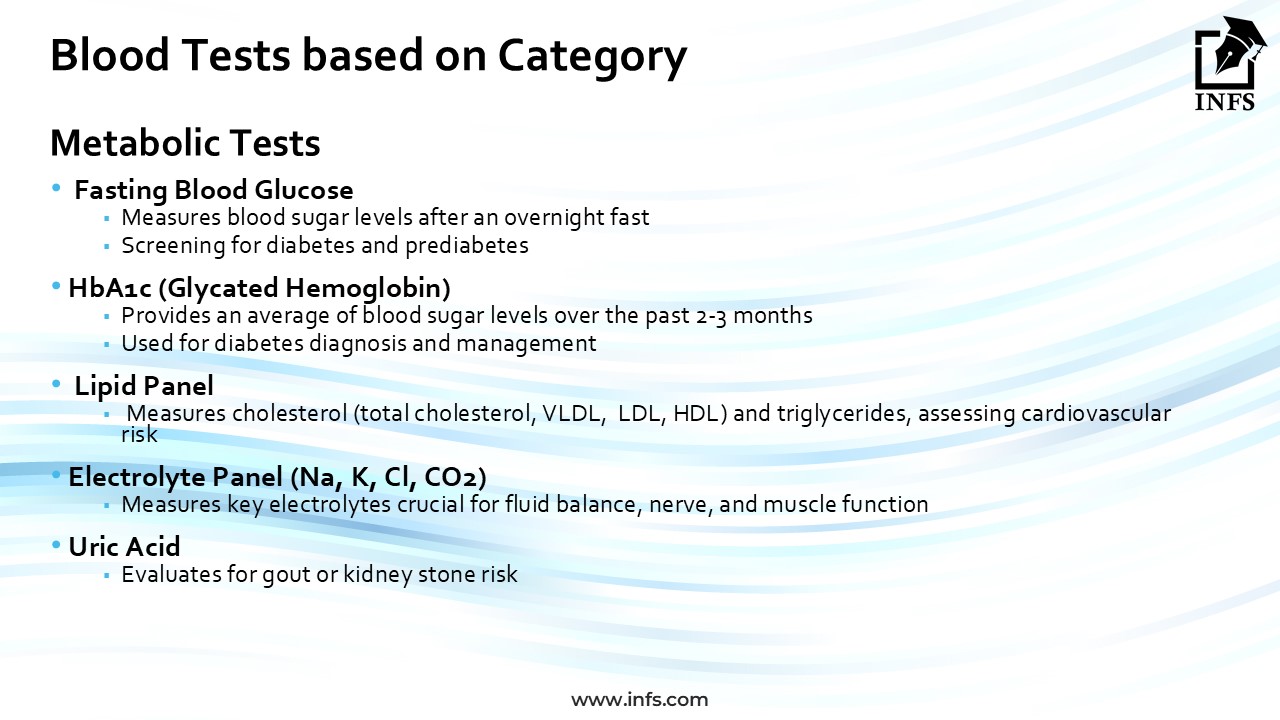 Blood Tests based on Category
INFS
Metabolic Tests
• Fasting Blood Glucose
▪ Measures blood sugar levels after an overnight fast
▪ Screening for diabetes and prediabetes
• HbA1c (Glycated Hemoglobin)
▪ Provides an average of blood sugar levels over the past 2-3 months
▪ Used for diabetes diagnosis and management
• Lipid Panel
▪ Measures cholesterol (total cholesterol, VLDL, LDL, HDL) and triglycerides, assessing cardiovascular
risk
• Electrolyte Panel (Na, K, Cl, CO2)
▪ Measures key electrolytes crucial for fluid balance, nerve, and muscle function
• Uric Acid
▪ Evaluates for gout or kidney stone risk
www.infs.com